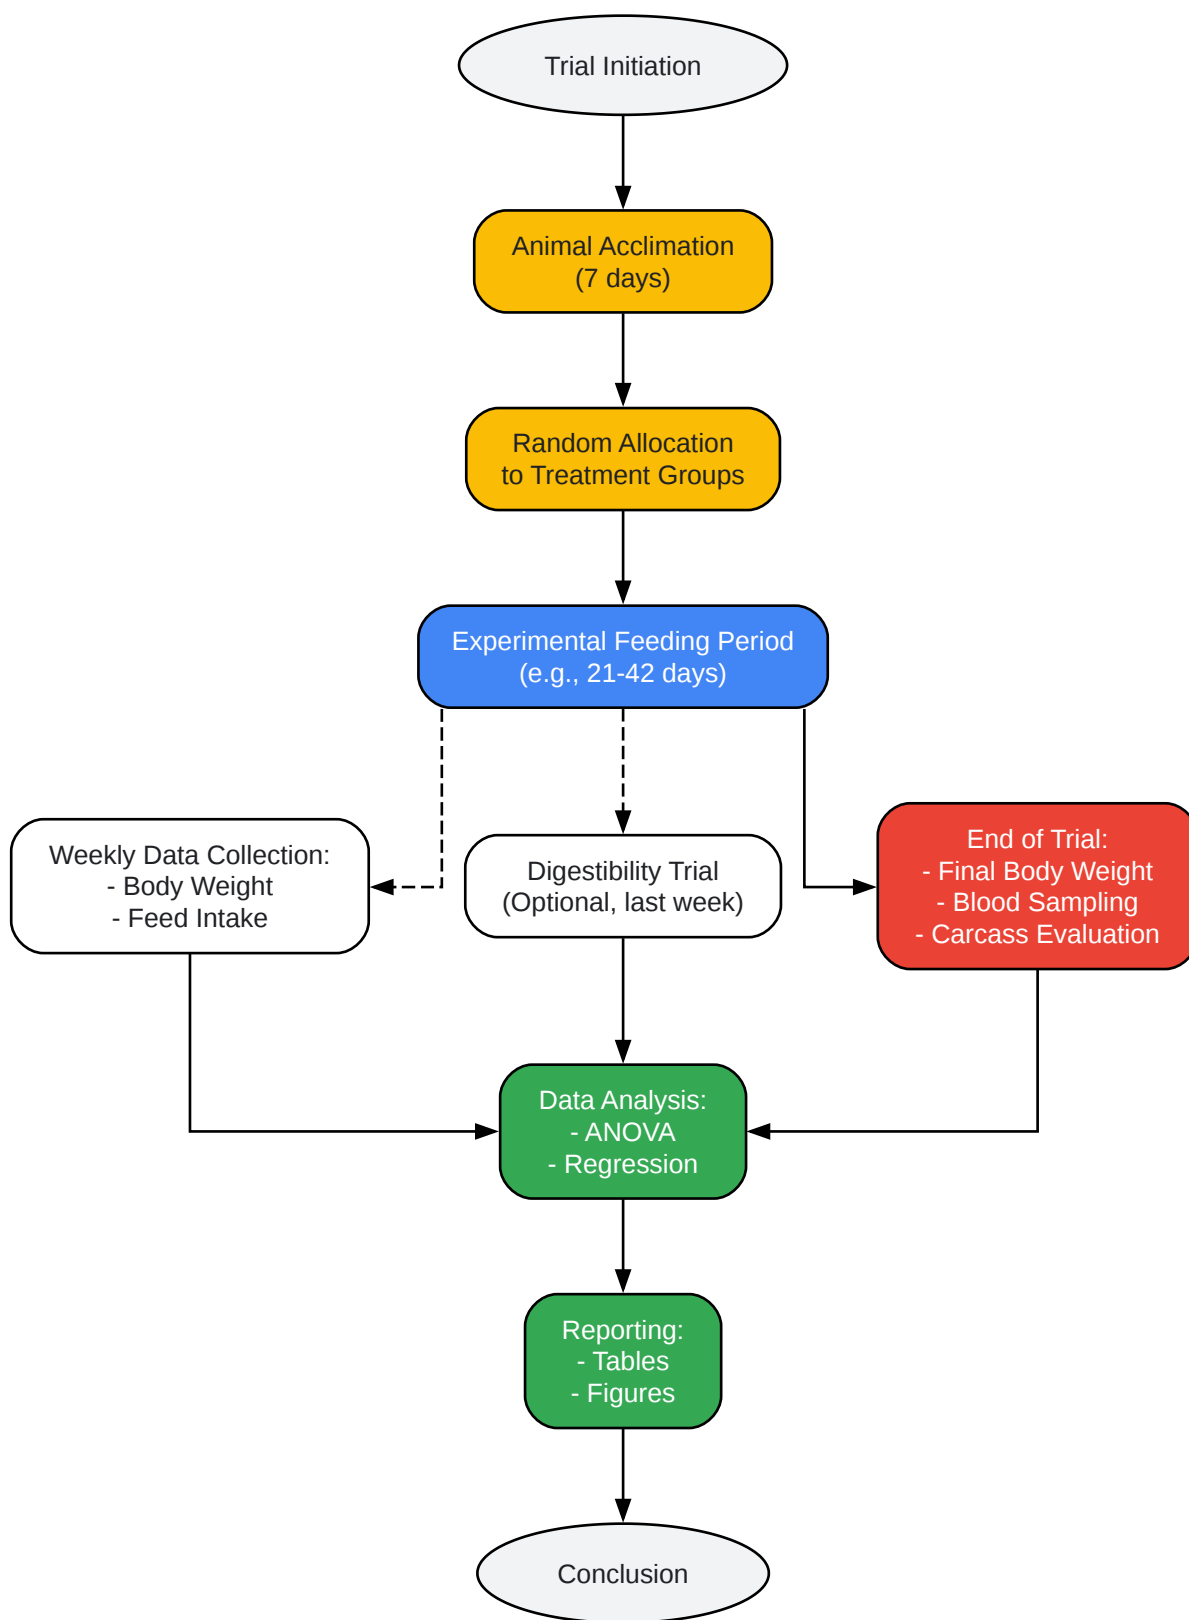 Trial Initiation
Animal Acclimation
(7 days)
Random Allocation
to Treatment Groups
Experimental Feeding Period
(e.g., 21-42 days)
Weekly Data Collection:
- Body Weight
- Feed Intake
Digestibility Trial
(Optional, last week)
End of Trial:
- Final Body Weight
- Blood Sampling
- Carcass Evaluation
Data Analysis:
- ANOVA
- Regression
Reporting:
- Tables
- Figures
Conclusion